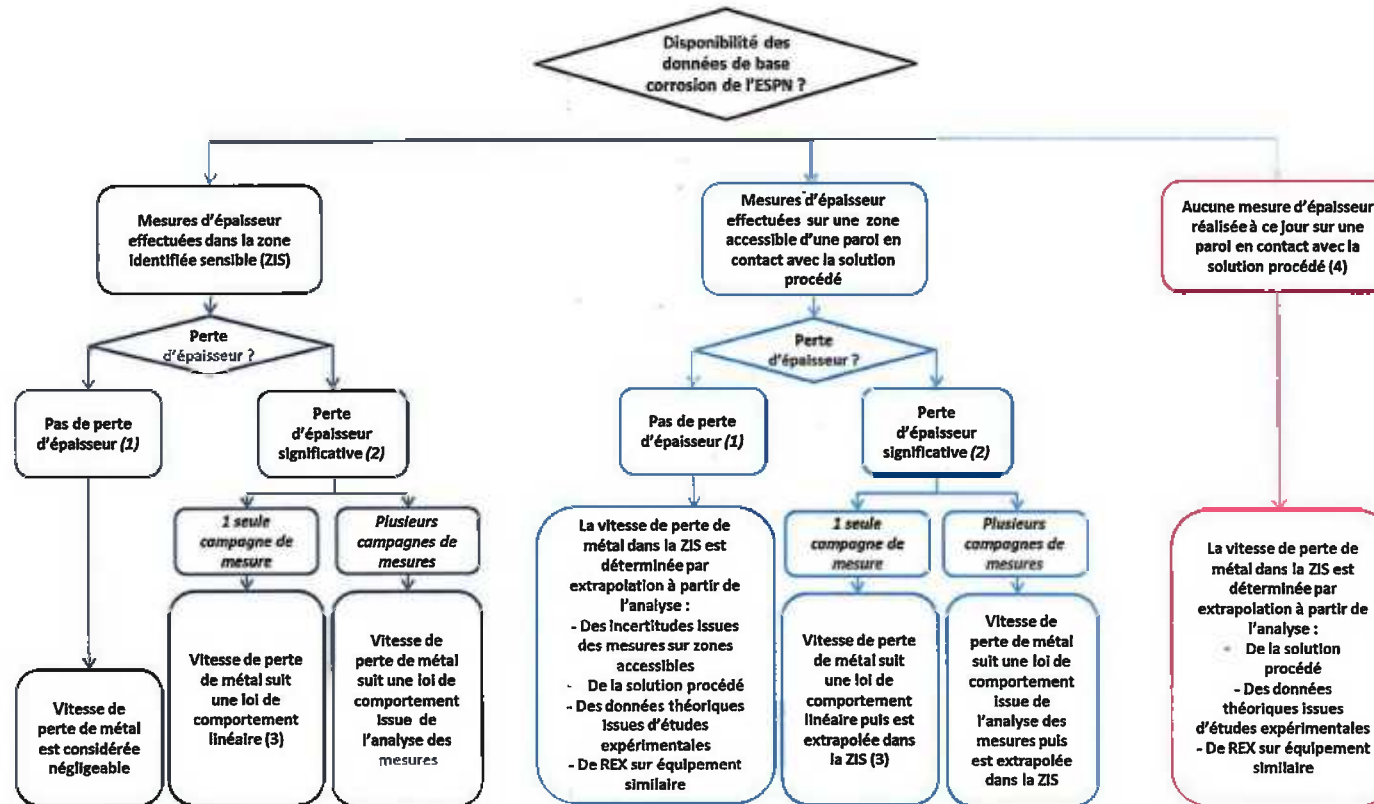 Disponibilité des
données de base
corrosion de l'ESPN ?
Mesures d'épaisseur
effectuées dans la zone
identifiée sensible (ZIS)
Mesures d'épaisseur
effectuées sur une zone
accessible d'une paroi en
contact avec la solution
procédé
Aucune mesure d'épaisseur
réalisée à ce jour sur une
paroi en contact avec la
solution procédé (4)
Perte
d'épaisseur ?
Perte
d'épaisseur ?
Pas de perte
d'épaisseur (1)
Perte
d'épaisseur
significative (2)
Pas de perte
d'épaisseur (1)
Perte
d'épaisseur
significative (2)
1 seule
campagne de
mesure
Plusieurs
campagnes de
mesures
1 seule
campagne de
mesure
Plusieurs
campagnes de
mesures
Vitesse de
perte de métal
est considérée
négligeable
Vitesse de perte
de métal suit
une loi de
comportement
linéaire (3)
Vitesse de
perte de métal
suit une loi de
comportement
issue de
l'analyse des
mesures
La vitesse de perte de
métal dans la ZIS est
déterminée par
extrapolation à partir de
l'analyse :
- Des incertitudes issues
des mesures sur zones
accessibles
- De la solution procédé
- Des données théoriques
issues d'études
expérimentales
- De REX sur équipement
similaire
Vitesse de perte
de métal suit
une loi de
comportement
linéaire puis est
extrapolée dans
la ZIS (3)
Vitesse de
perte de métal
suit une loi de
comportement
issue de
l'analyse des
mesures puis
est extrapolée
dans la ZIS
La vitesse de perte de
métal dans la ZIS est
déterminée par
extrapolation à partir de
l'analyse :
- De la solution
procédé
- Des données
théoriques issues
d'études expérimentales
- De REX sur équipement
similaire